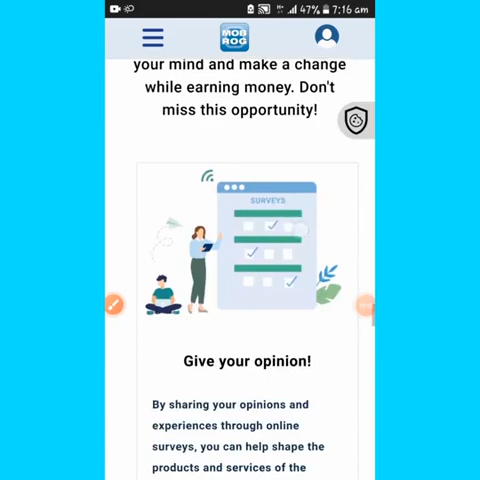 47% 7:16 am
MOB
ROG
your mind and make a change
while earning money. Don't
miss this opportunity!
SURVEYS
Give your opinion!
By sharing your opinions and
experiences through online
surveys, you can help shape the
products and services of the